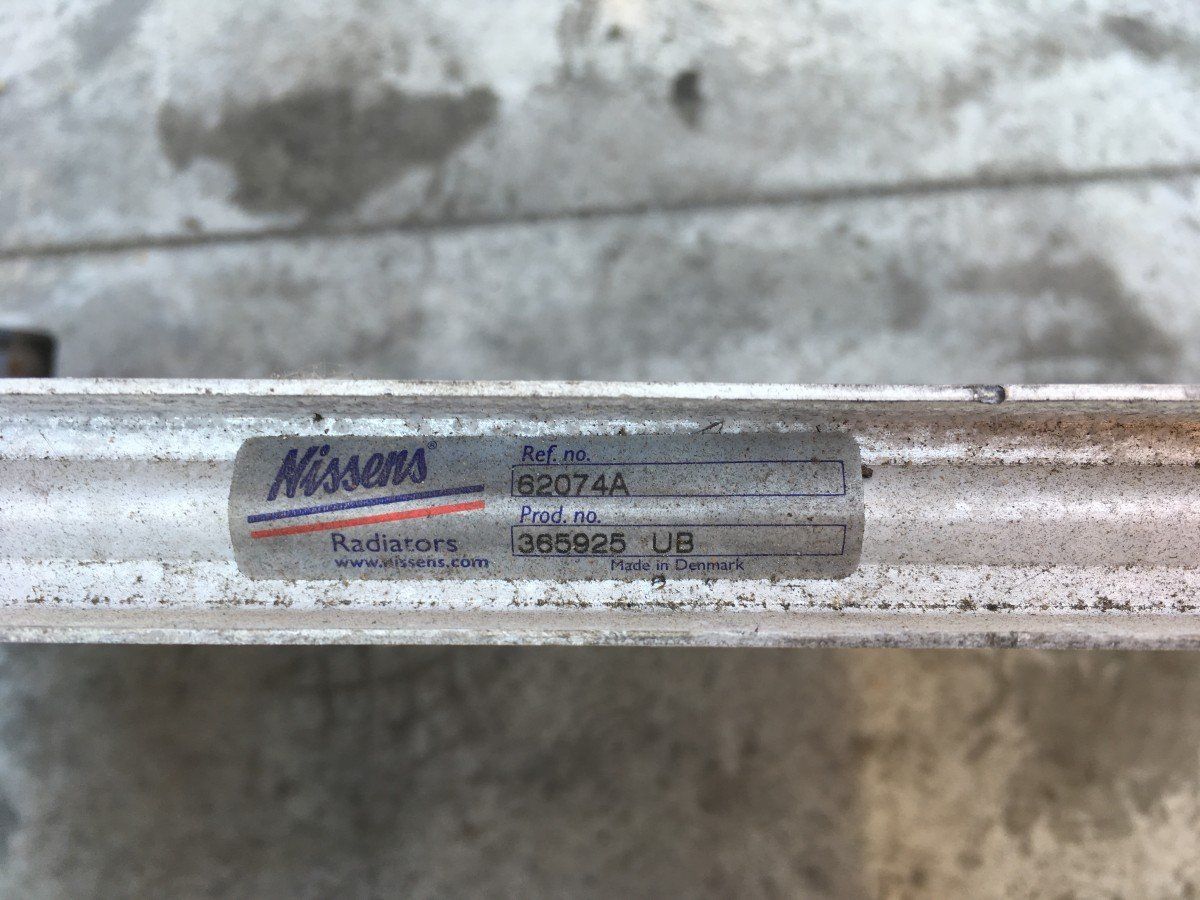 Nissens®
Radiators
www.nissens.com
Ref. no.
62074A
Prod. no.
365925 UB
Made in Denmark